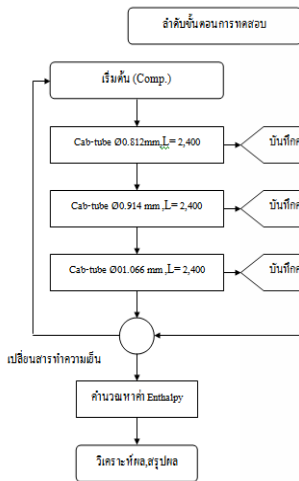 ลำดับขั้นตอนการทดสอบ
เริ่มต้น (Comp.)
Cab-tube Ø0.812mm,L= 2,400
บันทึกค
Cab-tube Ø0.914 mm ,L= 2,400
บันทึกค
Cab-tube Ø01.066 mm ,L= 2,400
บันทึกค
เปลี่ยนสารทำความเย็น
คำนวณหาค่า Enthalpy
วิเคราะห์ผล,สรุปผล